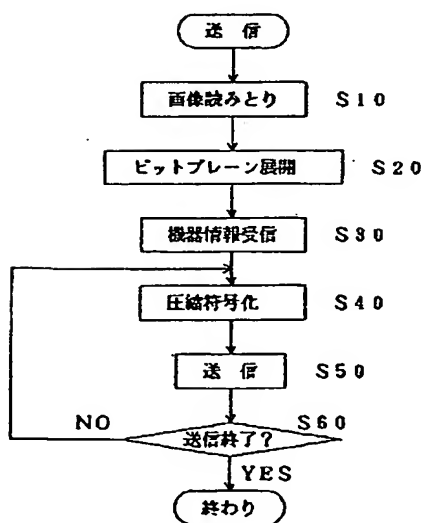 送 信
画像読みとり S10
ビットプレーン展開 S20
機器情報受信 S30
圧縮符号化 S40
送 信 S50
NO 送信終了? S60
YES
終わり